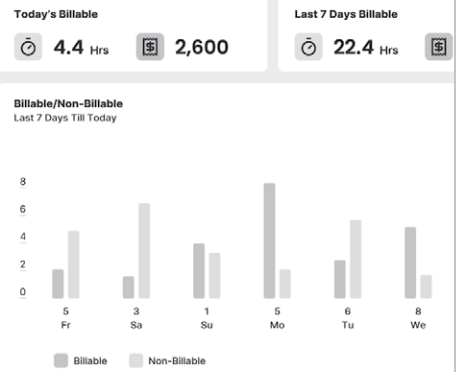 Today's Billable
4.4 Hrs
2,600
Last 7 Days Billable
22.4 Hrs
Billable/Non-Billable
Last 7 Days Till Today
8
6
4
2
0
5 3 1 5 6 8
Fr Sa Su Mo Tu We
Billable Non-Billable